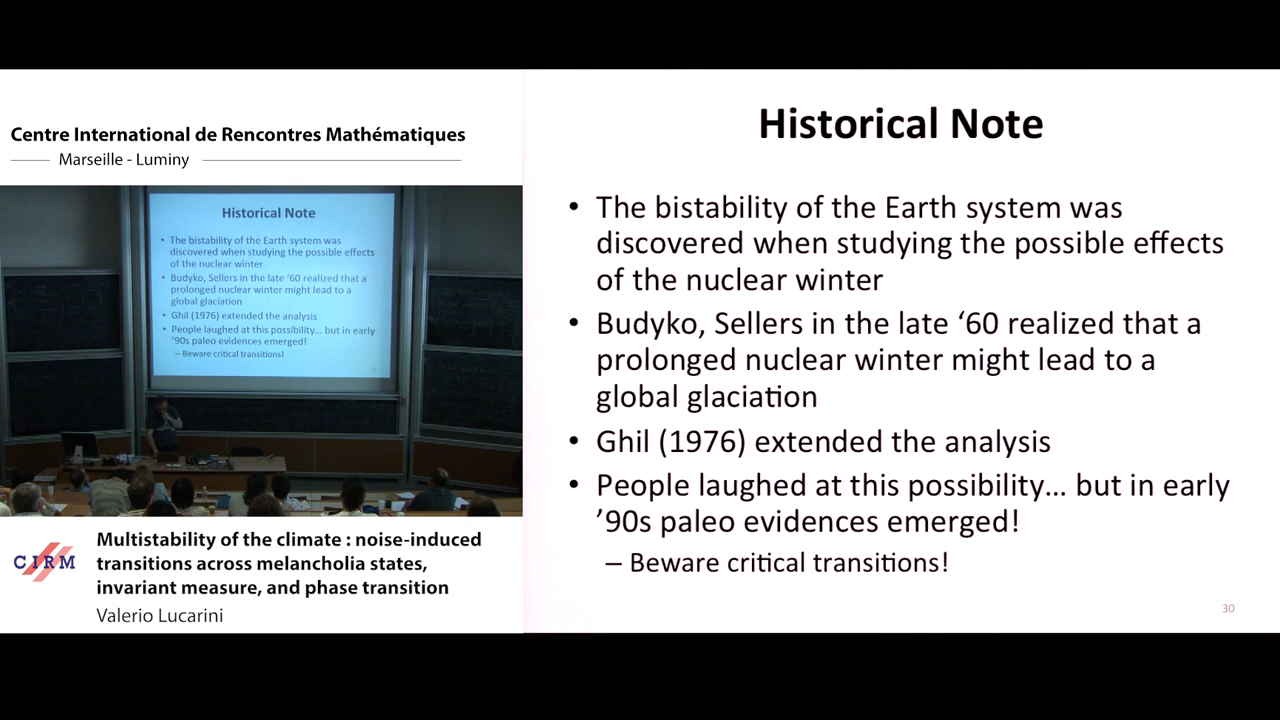 Centre International de Rencontres Mathématiques
Marseille - Luminy
Historical Note
• The bistability of the Earth system was
discovered when studying the possible effects
of the nuclear winter
• Budyko, Sellers in the late ‘60 realized that a
prolonged nuclear winter might lead to a
global glaciation
• Ghil (1976) extended the analysis
• People laughed at this possibility... but in early
’90s paleo evidences emerged!
– Beware critical transitions!
CIRM
Multistability of the climate : noise-induced
transitions across melancholia states,
invariant measure, and phase transition
Valerio Lucarini
Historical Note
• The bistability of the Earth system was
discovered when studying the possible effects
of the nuclear winter
• Budyko, Sellers in the late ‘60 realized that a
prolonged nuclear winter might lead to a
global glaciation
• Ghil (1976) extended the analysis
• People laughed at this possibility… but in early
’90s paleo evidences emerged!
– Beware critical transitions!
30